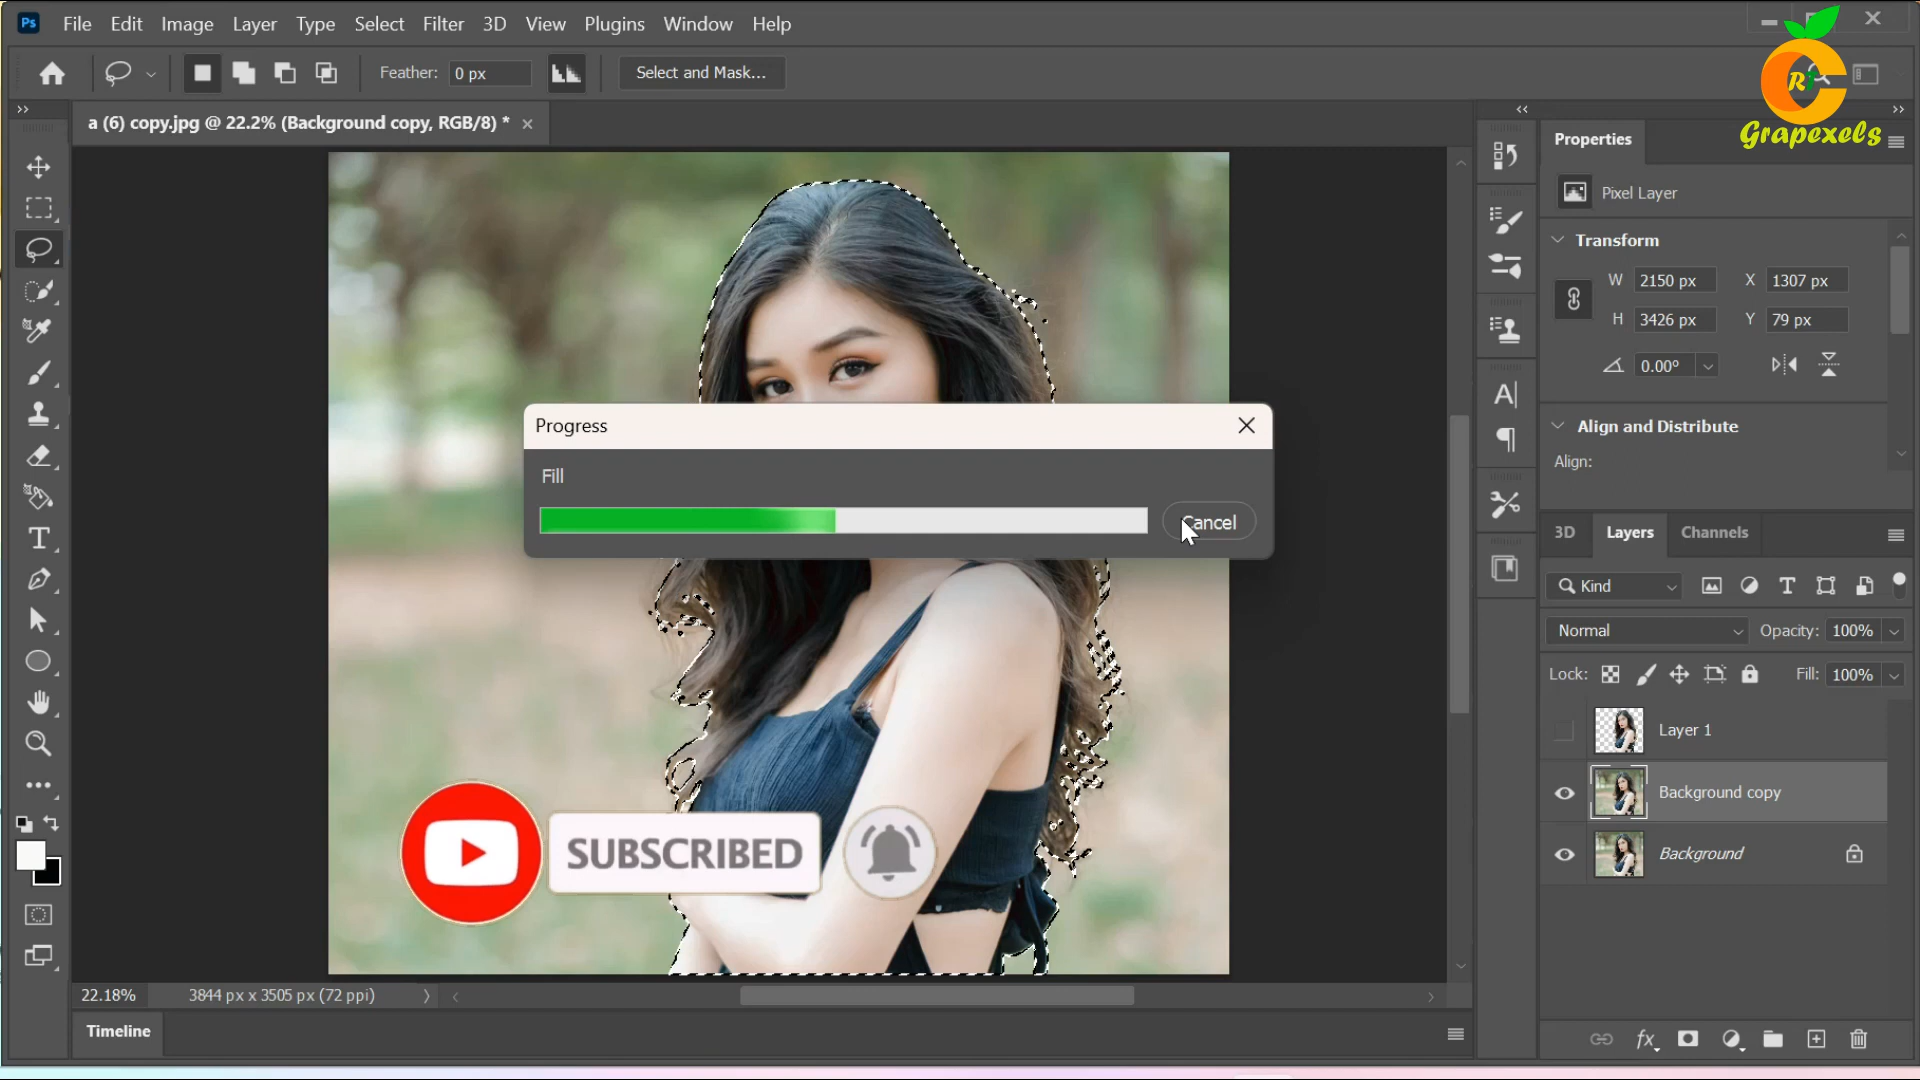 Ps File Edit Image Layer Type Select Filter 3D View Plugins Window Help
Feather: 0 px Select and Mask...
RT
Grapexels
a (6) copy.jpg @ 22.2% (Background copy, RGB/8) *
Properties
Pixel Layer
Transform
W 2150 px X 1307 px
H 3426 px Y 79 px
0.00°
Align and Distribute
Align:
Progress
Fill
Cancel
3D Layers Channels
Kind
Normal Opacity: 100%
Lock: Fill: 100%
Layer 1
Background copy
Background
SUBSCRIBED
22.18% 3844 px x 3505 px (72 ppi)
Timeline